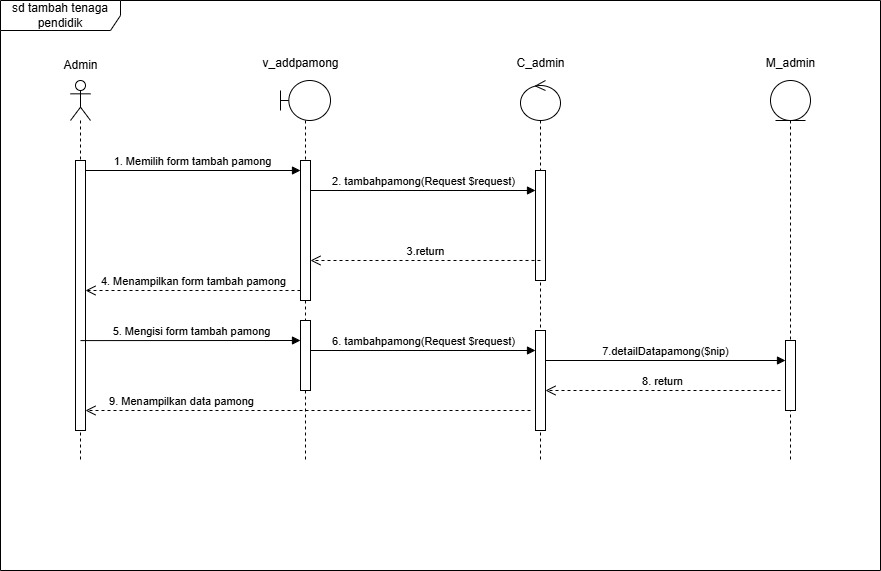 sd tambah tenaga
pendidik
Admin
v_addpamong
C_admin
M_admin
1. Memilih form tambah pamong
2. tambahpamong(Request $request)
3.return
4. Menampilkan form tambah pamong
5. Mengisi form tambah pamong
6. tambahpamong(Request $request)
7.detailDatapamong($nip)
8. return
9. Menampilkan data pamong